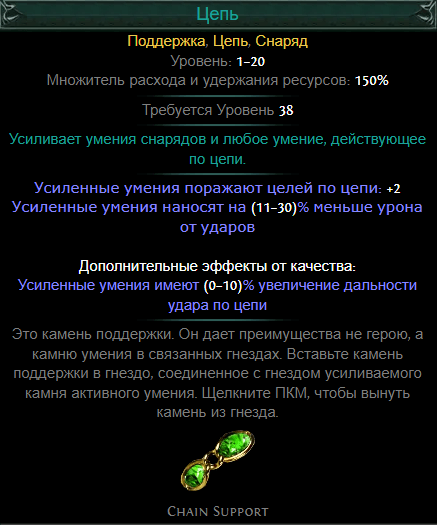 Цепь
Поддержка, Цепь, Снаряд
Уровень: 1–20
Множитель расхода и удержания ресурсов: 150%
Требуется Уровень 38
Усиливает умения снарядов и любое умение, действующее
по цепи.
Усиленные умения поражают целей по цепи: +2
Усиленные умения наносят на (11–30)% меньше урона
от ударов
Дополнительные эффекты от качества:
Усиленные умения имеют (0–10)% увеличение дальности
удара по цепи
Это камень поддержки. Он дает преимущества не герою, а
камню умения в связанных гнездах. Вставьте камень
поддержки в гнездо, соединенное с гнездом усиливаемого
камня активного умения. Щелкните ПКМ, чтобы вынуть
камень из гнезда.
Chain Support